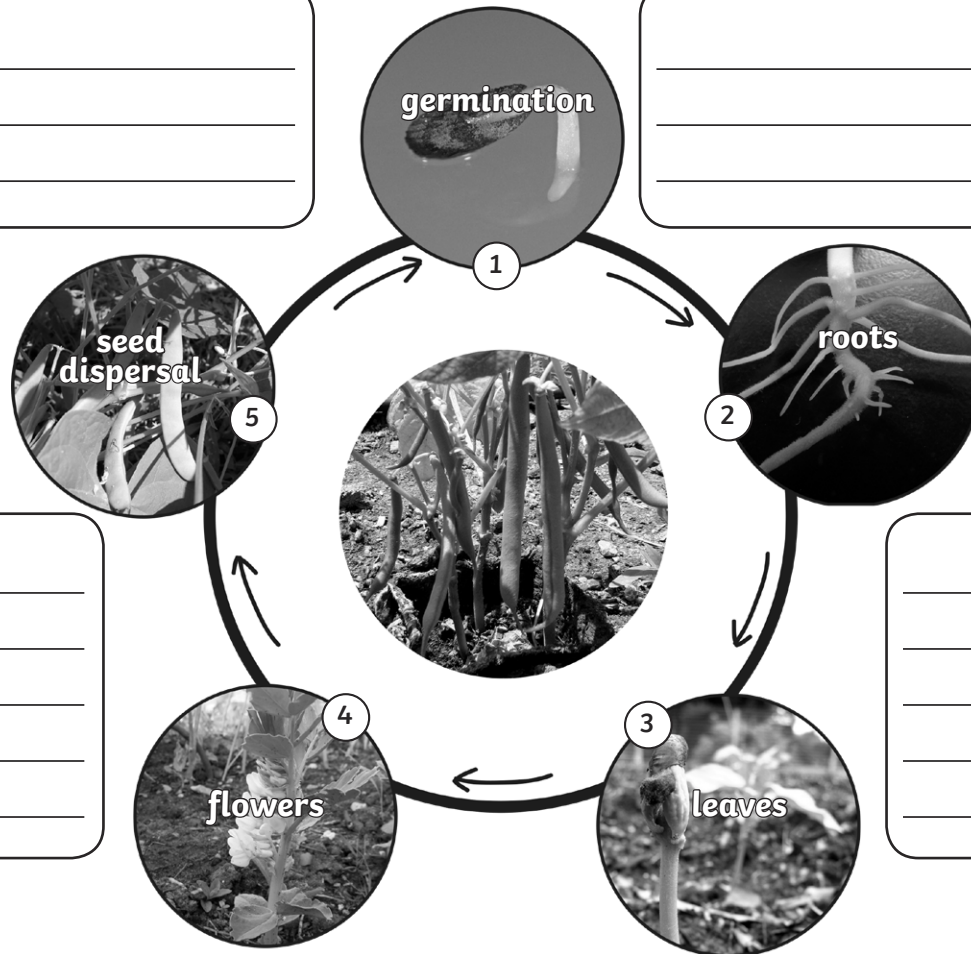 germination
1
roots
2
leaves
3
flowers
4
seed
dispersal
5